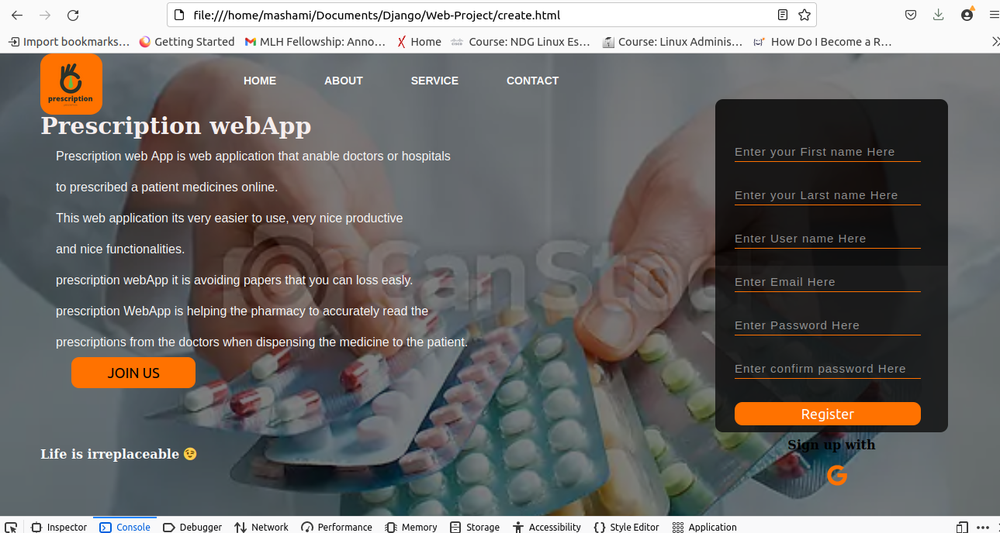 file:///home/mashami/Documents/Django/Web-Project/create.html
Import bookmarks… Getting Started MLH Fellowship: Anno… Home Course: NDG Linux Es… Course: Linux Adminis… How Do I Become a R…
prescription
HOME ABOUT SERVICE CONTACT
Prescription webApp
Prescription web App is web application that anable doctors or hospitals
to prescribed a patient medicines online.
This web application its very easier to use, very nice productive
and nice functionalities.
prescription webApp it is avoiding papers that you can loss easly.
prescription WebApp is helping the pharmacy to accurately read the
prescriptions from the doctors when dispensing the medicine to the patient.
JOIN US
Life is irreplaceable 😉
CanStoc
Enter your First name Here
Enter your Larst name Here
Enter User name Here
Enter Email Here
Enter Password Here
Enter confirm password Here
Register
Sign up with
G
Inspector Console Debugger Network Performance Memory Storage Accessibility Style Editor Application